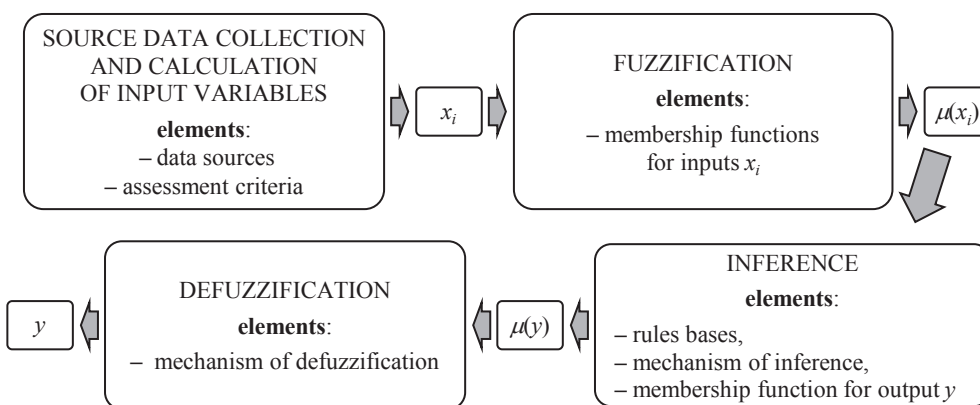 SOURCE DATA COLLECTION
AND CALCULATION
OF INPUT VARIABLES
elements:
– data sources
– assessment criteria
xi
FUZZIFICATION
elements:
– membership functions
for inputs xi
μ(xi)
INFERENCE
elements:
– rules bases,
– mechanism of inference,
– membership function for output y
μ(y)
DEFUZZIFICATION
elements:
– mechanism of defuzzification
y